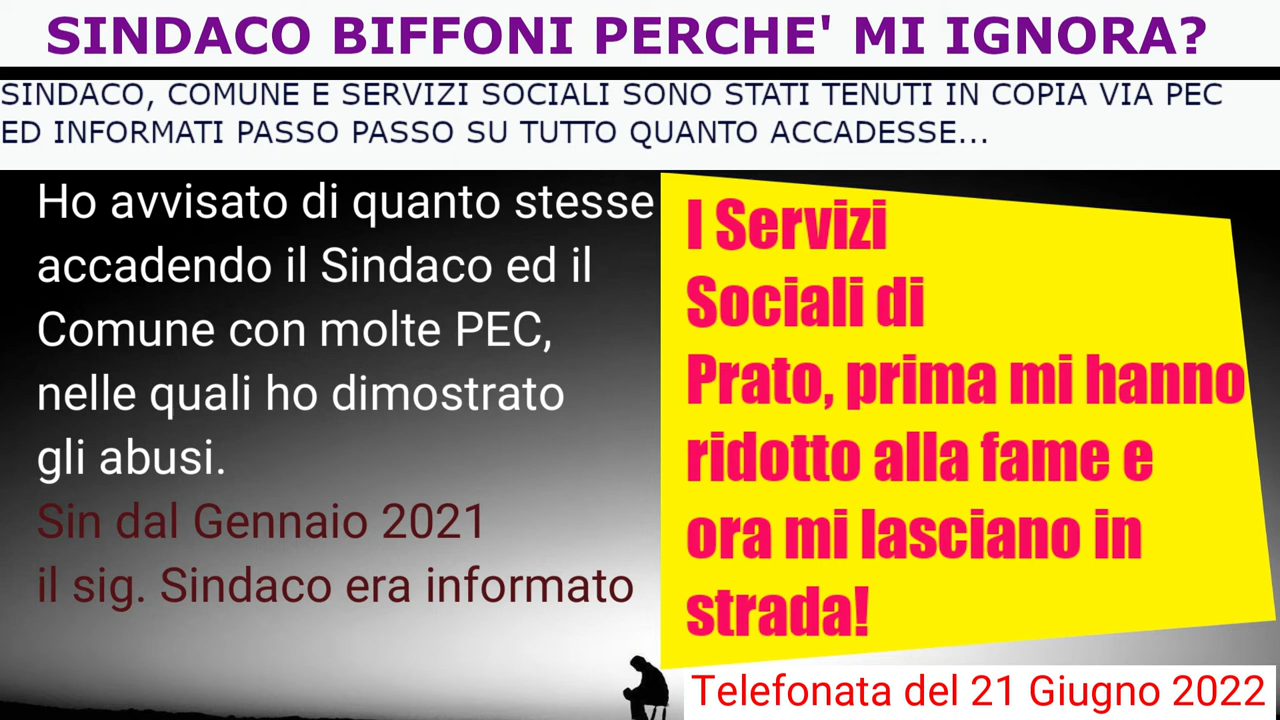 SINDACO BIFFONI PERCHE' MI IGNORA?
SINDACO, COMUNE E SERVIZI SOCIALI SONO STATI TENUTI IN COPIA VIA PEC
ED INFORMATI PASSO PASSO SU TUTTO QUANTO ACCADESSE...
Ho avvisato di quanto stesse
accadendo il Sindaco ed il
Comune con molte PEC,
nelle quali ho dimostrato
gli abusi.
Sin dal Gennaio 2021
il sig. Sindaco era informato
I Servizi
Sociali di
Prato, prima mi hanno
ridotto alla fame e
ora mi lasciano in
strada!
Telefonata del 21 Giugno 2022